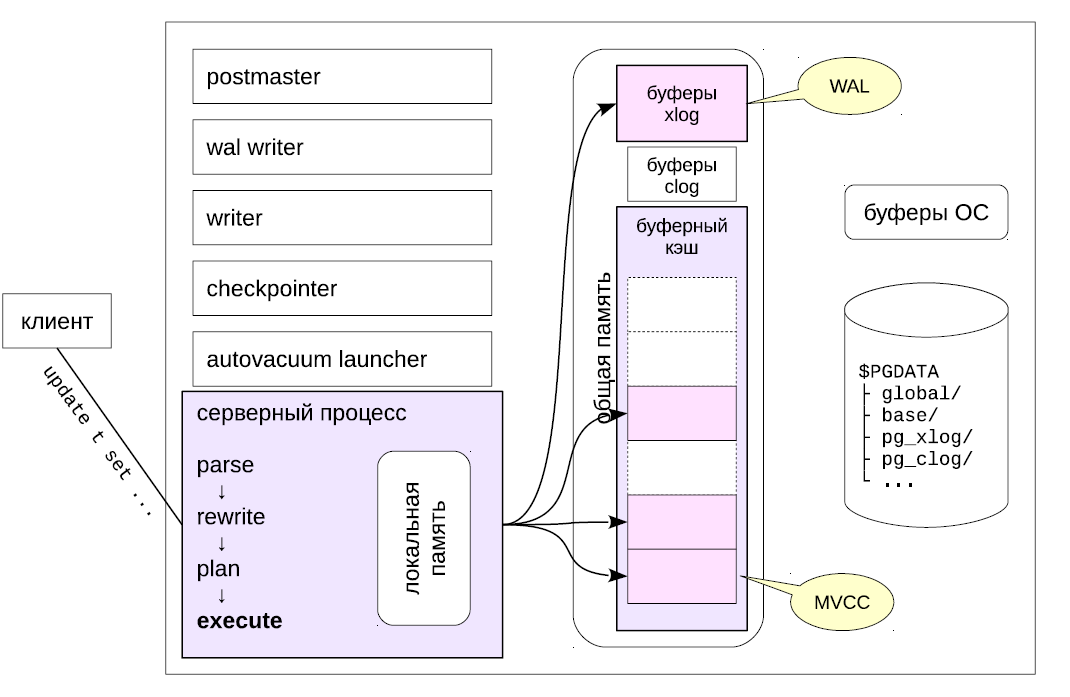 postmaster
wal writer
writer
checkpointer
autovacuum launcher
клиент
update t set ...
серверный процесс
parse
↓
rewrite
↓
plan
↓
execute
локальная
память
общая память
буферы
xlog
буферы
clog
буферный
кэш
WAL
MVCC
буферы ОС
$PGDATA
global/
base/
pg_xlog/
pg_clog/
...